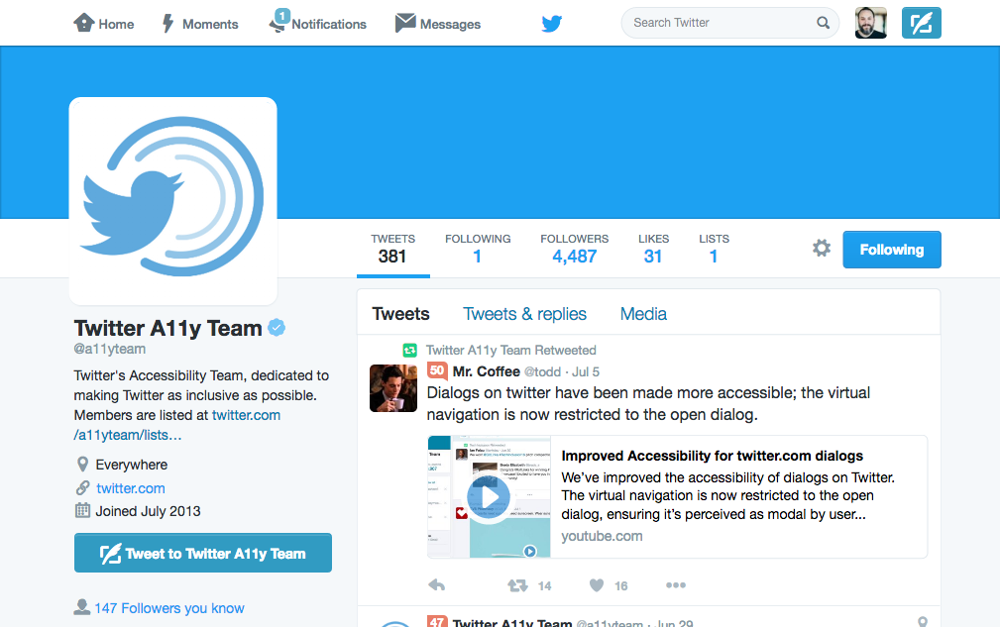 Home
Moments
1
Notifications
Messages
Search Twitter
TWEETS
381
FOLLOWING
1
FOLLOWERS
4,487
LIKES
31
LISTS
1
Following
Twitter A11y Team
@a11yteam
Twitter's Accessibility Team, dedicated to
making Twitter as inclusive as possible.
Members are listed at twitter.com
/a11yteam/lists…
Everywhere
twitter.com
Joined July 2013
Tweet to Twitter A11y Team
147 Followers you know
Tweets
Tweets & replies
Media
Twitter A11y Team Retweeted
50 Mr. Coffee @todd · Jul 5
Dialogs on twitter have been made more accessible; the virtual
navigation is now restricted to the open dialog.
Improved Accessibility for twitter.com dialogs
We've improved the accessibility of dialogs on Twitter.
The virtual navigation is now restricted to the open
dialog, ensuring it's perceived as modal by user...
youtube.com
14
16
47 Twitter A11y Team @a11yteam · Jun 29